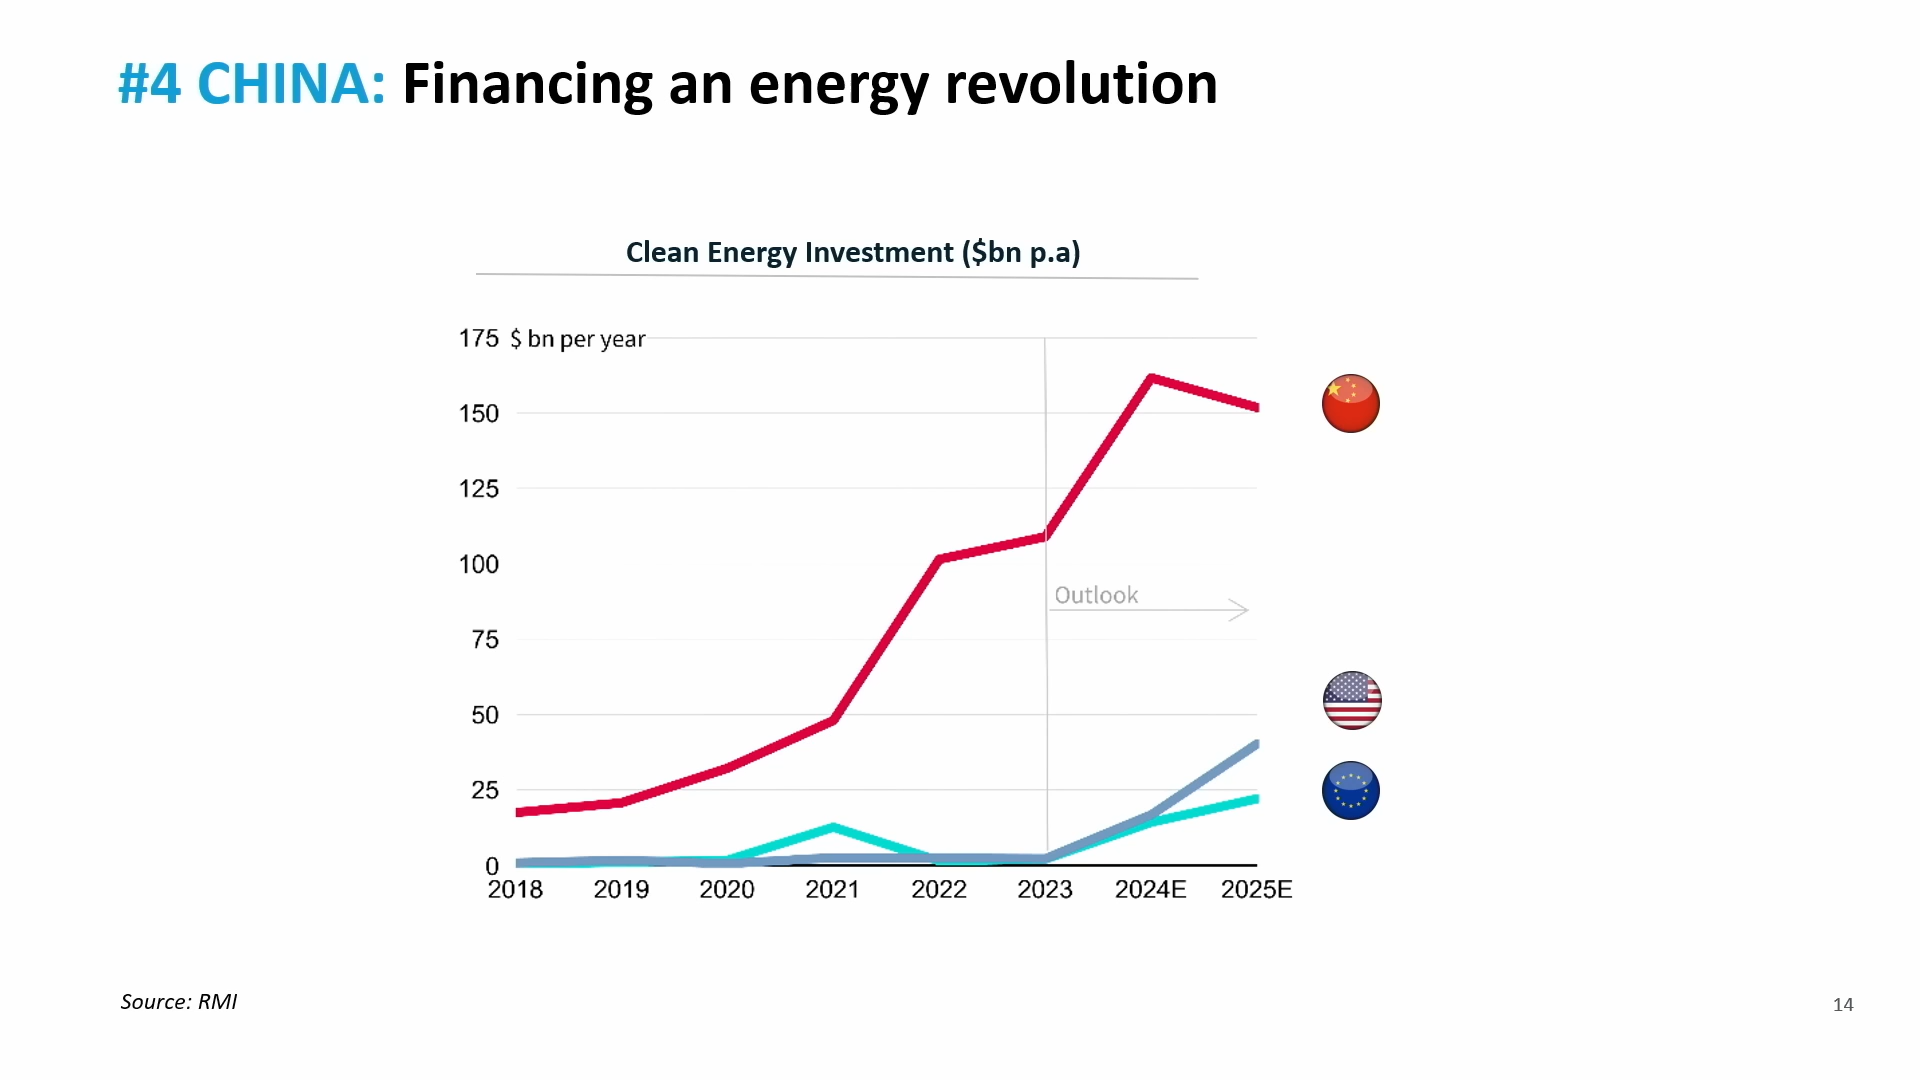 #4 CHINA: Financing an energy revolution
Clean Energy Investment ($bn p.a)
175 $ bn per year
150
125
100
Outlook
75
50
25
0
2018 2019 2020 2021 2022 2023 2024E 2025E
Source: RMI
14